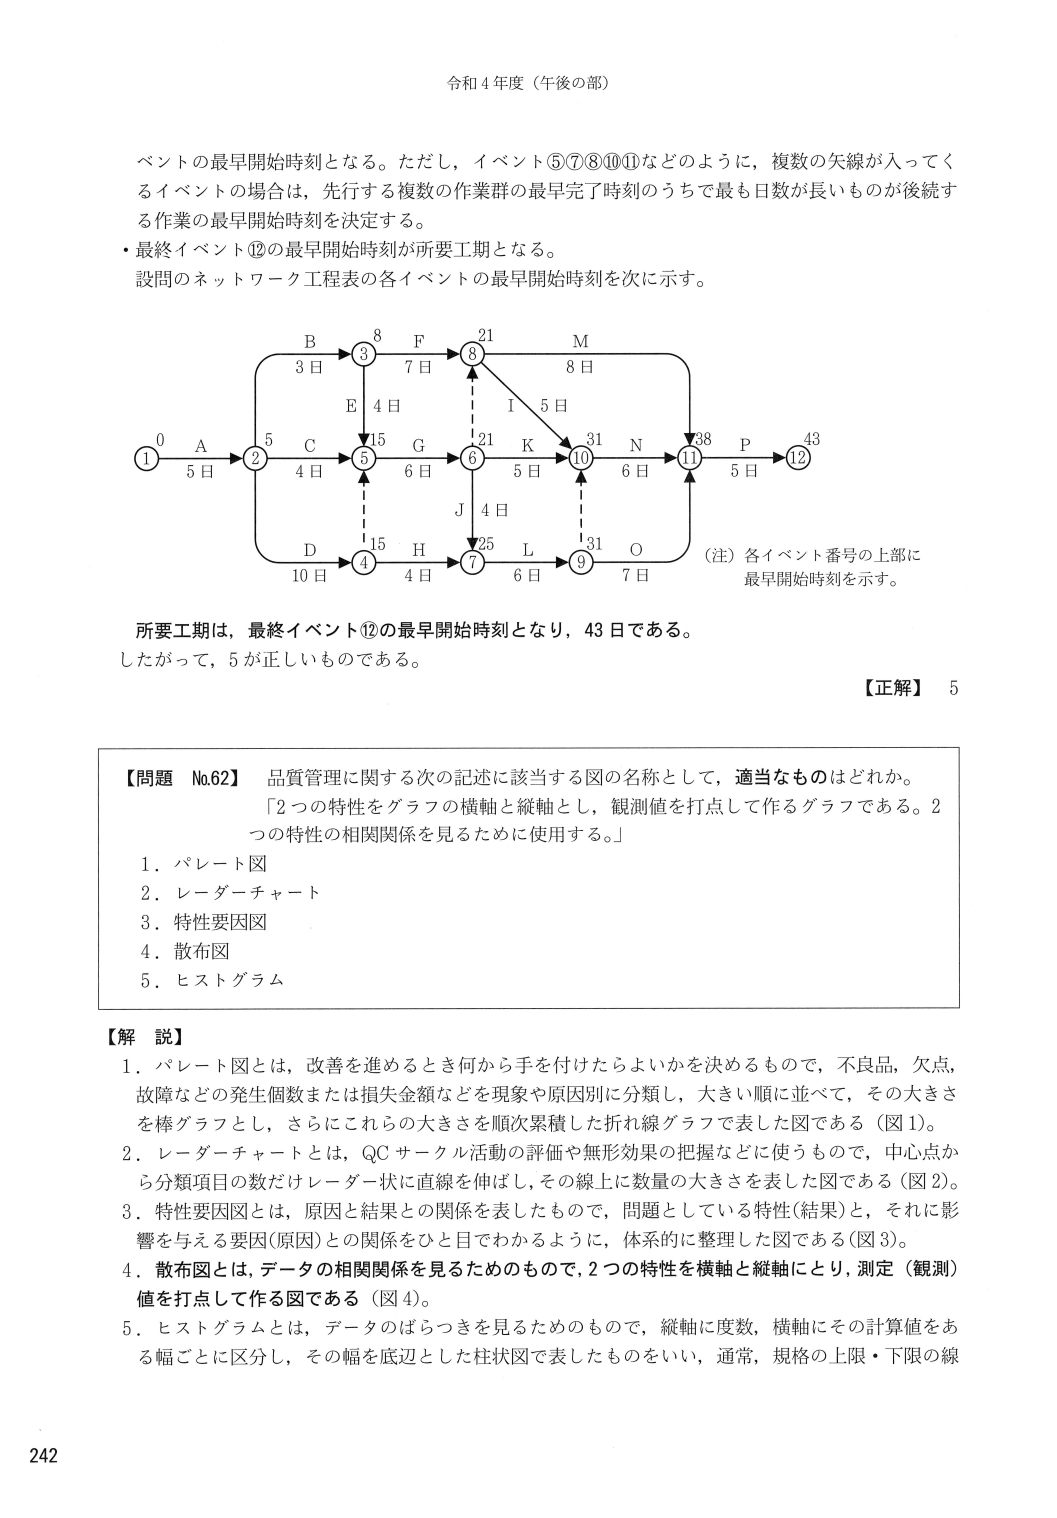 令和4年度（午後の部）
ベントの最早開始時刻となる。ただし，イベント⑤⑦⑧⑩⑪などのように，複数の矢線が入ってく
るイベントの場合は，先行する複数の作業群の最早完了時刻のうちで最も日数が長いものが後続す
る作業の最早開始時刻を決定する。
・最終イベント⑫の最早開始時刻が所要工期となる。
設問のネットワーク工程表の各イベントの最早開始時刻を次に示す。
B 8 F 21 M
③ ⑧
3日 7日 8日
E 4日 I 5日
0 A 5 C 15 G 21 K 31 N 38 P 43
① ② ⑤ ⑥ ⑩ ⑪ ⑫
5日 4日 6日 5日 6日 5日
J 4日
D 15 H 25 L 31 O
④ ⑦ ⑨
10日 4日 6日 7日
（注）各イベント番号の上部に
最早開始時刻を示す。
所要工期は，最終イベント⑫の最早開始時刻となり，43日である。
したがって，5が正しいものである。
【正解】 5
【問題 №62】 品質管理に関する次の記述に該当する図の名称として，適当なものはどれか。
「2つの特性をグラフの横軸と縦軸とし，観測値を打点して作るグラフである。2
つの特性の相関関係を見るために使用する。」
1．パレート図
2．レーダーチャート
3．特性要因図
4．散布図
5．ヒストグラム
【解 説】
1．パレート図とは，改善を進めるとき何から手を付けたらよいかを決めるもので，不良品，欠点，
故障などの発生個数または損失金額などを現象や原因別に分類し，大きい順に並べて，その大きさ
を棒グラフとし，さらにこれらの大きさを順次累積した折れ線グラフで表した図である（図1）。
2．レーダーチャートとは，QCサークル活動の評価や無形効果の把握などに使うもので，中心点か
ら分類項目の数だけレーダー状に直線を伸ばし，その線上に数量の大きさを表した図である（図2）。
3．特性要因図とは，原因と結果との関係を表したもので，問題としている特性(結果)と，それに影
響を与える要因(原因)との関係をひと目でわかるように，体系的に整理した図である(図3)。
4．散布図とは，データの相関関係を見るためのもので，2つの特性を横軸と縦軸にとり，測定（観測）
値を打点して作る図である（図4）。
5．ヒストグラムとは，データのばらつきを見るためのもので，縦軸に度数，横軸にその計算値をあ
る幅ごとに区分し，その幅を底辺とした柱状図で表したものをいい，通常，規格の上限・下限の線
242